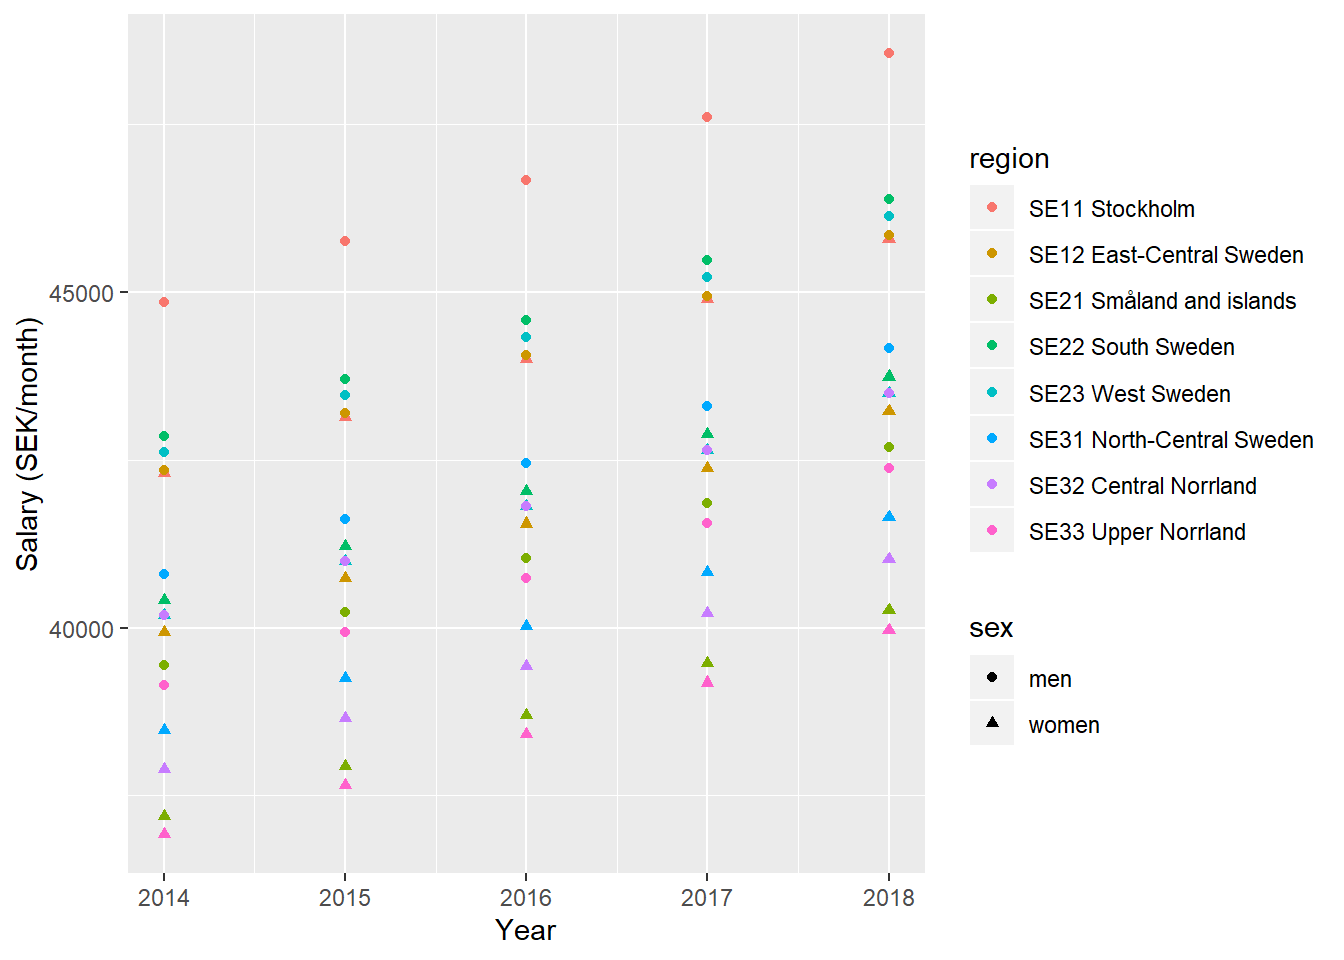 Salary (SEK/month)
45000
40000
2014 2015 2016 2017 2018
Year
region
SE11 Stockholm
SE12 East-Central Sweden
SE21 Småland and islands
SE22 South Sweden
SE23 West Sweden
SE31 North-Central Sweden
SE32 Central Norrland
SE33 Upper Norrland
sex
men
women